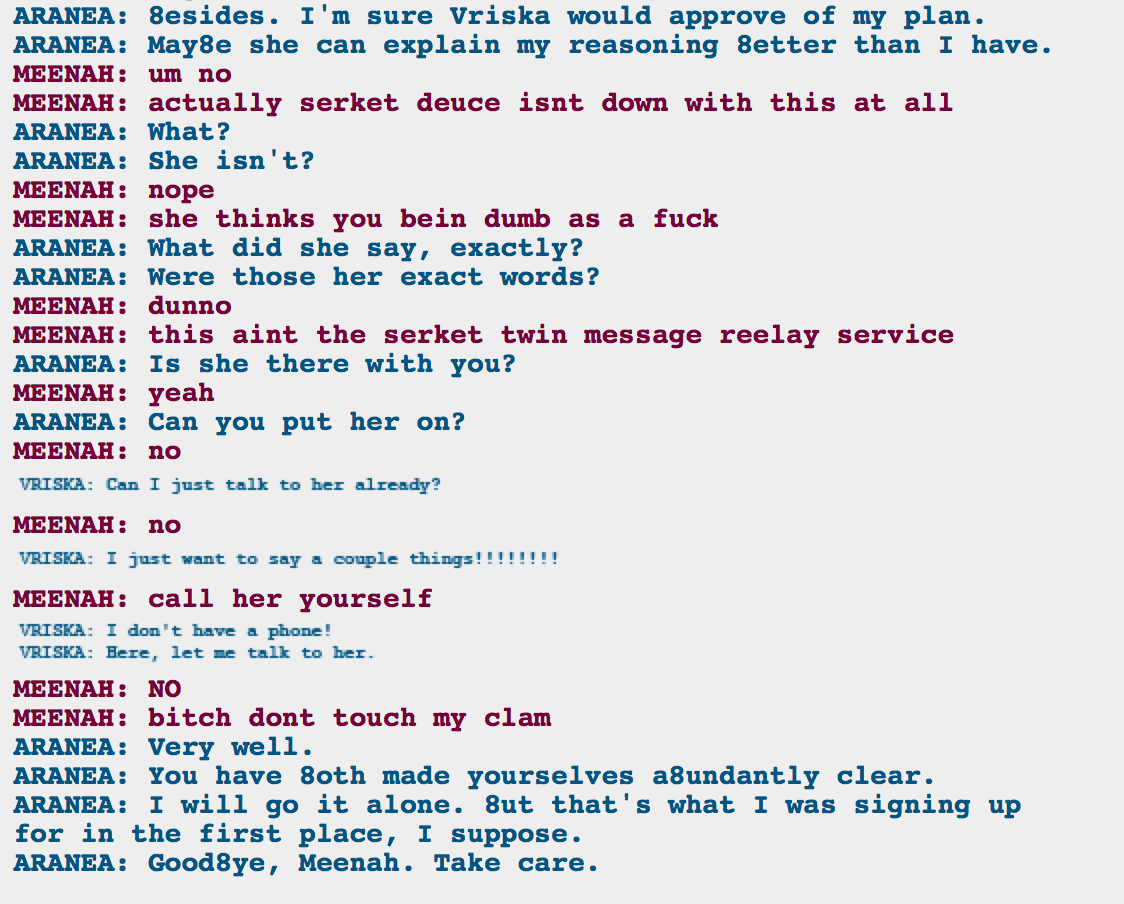 ARANEA: 8esides. I'm sure Vriska would approve of my plan.
ARANEA: May8e she can explain my reasoning 8etter than I have.
MEENAH: um no
MEENAH: actually serket deuce isnt down with this at all
ARANEA: What?
ARANEA: She isn't?
MEENAH: nope
MEENAH: she thinks you bein dumb as a fuck
ARANEA: What did she say, exactly?
ARANEA: Were those her exact words?
MEENAH: dunno
MEENAH: this aint the serket twin message reelay service
ARANEA: Is she there with you?
MEENAH: yeah
ARANEA: Can you put her on?
MEENAH: no
VRISKA: Can I just talk to her already?
MEENAH: no
VRISKA: I just want to say a couple things!!!!!!!!
MEENAH: call her yourself
VRISKA: I don't have a phone!
VRISKA: Here, let me talk to her.
MEENAH: NO
MEENAH: bitch dont touch my clam
ARANEA: Very well.
ARANEA: You have 8oth made yourselves a8undantly clear.
ARANEA: I will go it alone. 8ut that's what I was signing up
for in the first place, I suppose.
ARANEA: Good8ye, Meenah. Take care.